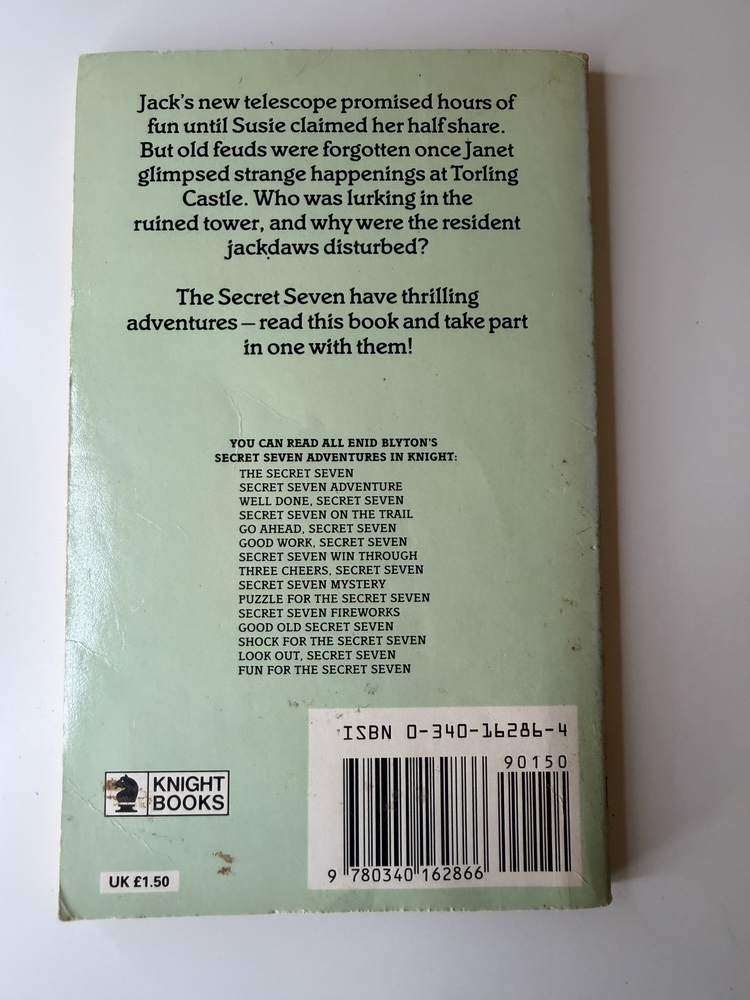 Jack's new telescope promised hours of
fun until Susie claimed her half share.
But old feuds were forgotten once Janet
glimpsed strange happenings at Torling
Castle. Who was lurking in the
ruined tower, and why were the resident
jackdaws disturbed?
The Secret Seven have thrilling
adventures – read this book and take part
in one with them!
YOU CAN READ ALL ENID BLYTON'S
SECRET SEVEN ADVENTURES IN KNIGHT:
THE SECRET SEVEN
SECRET SEVEN ADVENTURE
WELL DONE, SECRET SEVEN
SECRET SEVEN ON THE TRAIL
GO AHEAD, SECRET SEVEN
GOOD WORK, SECRET SEVEN
SECRET SEVEN WIN THROUGH
THREE CHEERS, SECRET SEVEN
SECRET SEVEN MYSTERY
PUZZLE FOR THE SECRET SEVEN
SECRET SEVEN FIREWORKS
GOOD OLD SECRET SEVEN
SHOCK FOR THE SECRET SEVEN
LOOK OUT, SECRET SEVEN
FUN FOR THE SECRET SEVEN
ISBN 0-340-16286-4
90150
9 780340 162866
KNIGHT
BOOKS
UK £1.50